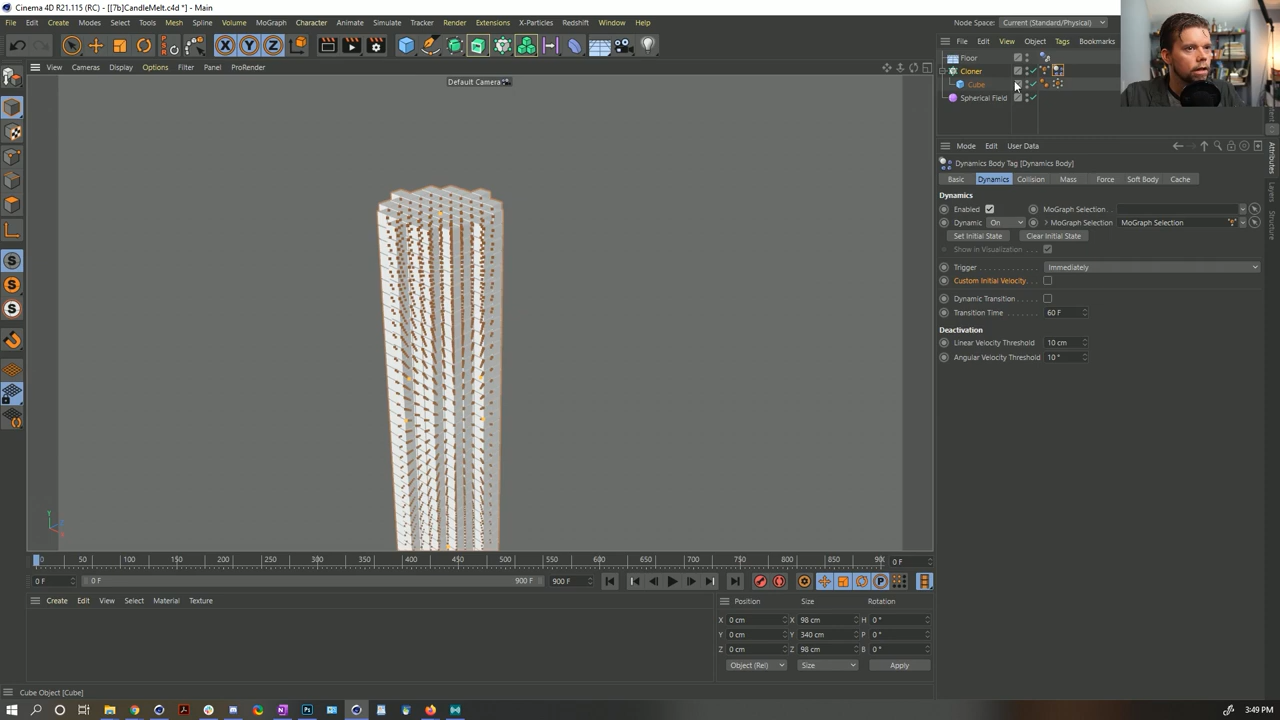 Cinema 4D R21.115 (RC) - [[7b]CandleMelt.c4d *] - Main
File Edit Create Modes Select Tools Mesh Spline Volume MoGraph Character Animate Simulate Tracker Render Extensions X-Particles Redshift Window Help
Node Space: Current (Standard/Physical)
File Edit View Object Tags Bookmarks
Floor
Cloner
Cube
Spherical Field
View Cameras Display Options Filter Panel ProRender
Default Camera
Mode Edit User Data
Dynamics Body Tag [Dynamics Body]
Basic Dynamics Collision Mass Force Soft Body Cache
Dynamics
Enabled MoGraph Selection
Dynamic On MoGraph Selection MoGraph Selection
Set Initial State Clear Initial State
Show in Visualization
Trigger Immediately
Custom Initial Velocity
Dynamic Transition
Transition Time 60 F
Deactivation
Linear Velocity Threshold 10 cm
Angular Velocity Threshold 10 °
Attributes
Layers
Structure
Y
0 50 100 150 200 250 300 350 400 450 500 550 600 650 700 750 800 850 90 0 F
0 F 0 F 900 F 900 F
Create Edit View Select Material Texture
Position Size Rotation
X 0 cm X 98 cm H 0 °
Y 0 cm Y 340 cm P 0 °
Z 0 cm Z 98 cm B 0 °
Object (Rel) Size Apply
Cube Object [Cube]
3:49 PM